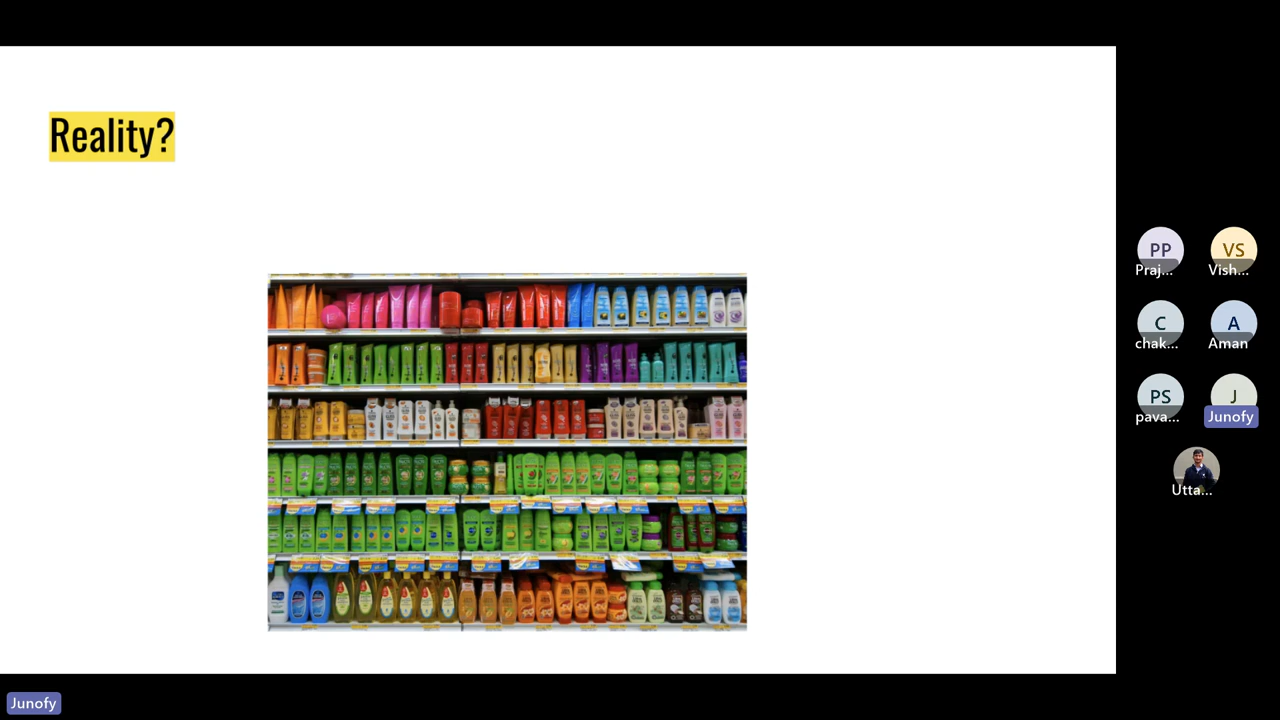 Reality?
PP
Praj...
VS
Vish...
C
chak...
A
Aman
PS
pava...
J
Junofy
Utta...
Junofy